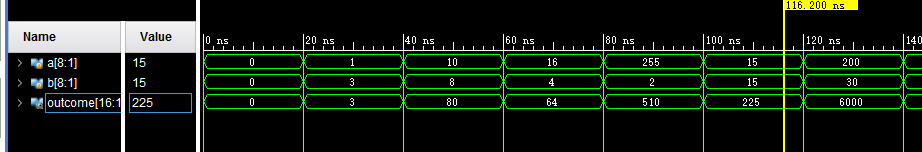 116.200 ns
Name Value
0 ns 20 ns 40 ns 60 ns 80 ns 100 ns 120 ns 140
a[8:1] 15 0 1 10 16 255 15 200
b[8:1] 15 0 3 8 4 2 15 30
outcome[16:1 225 0 3 80 64 510 225 6000